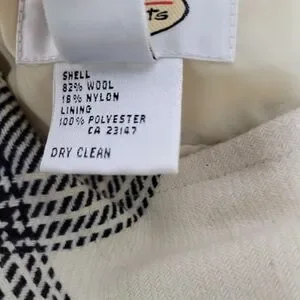 SHELL
82% WOOL
18% NYLON
LINING
100% POLYESTER
CA 23147
DRY CLEAN